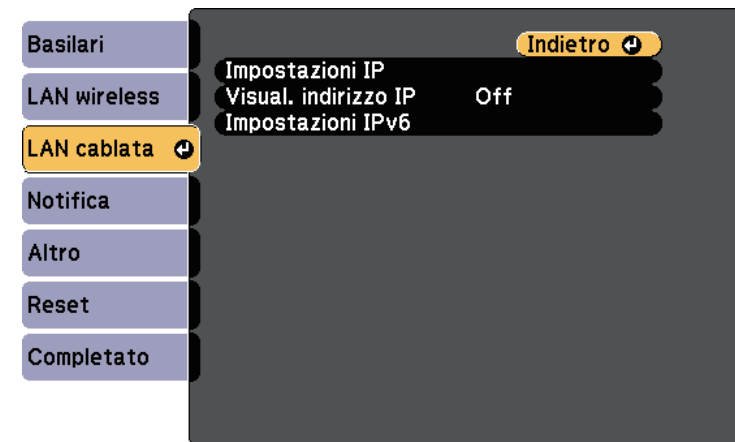 Basilari
LAN wireless
LAN cablata
Notifica
Altro
Reset
Completato
Indietro
Impostazioni IP
Visual. indirizzo IP Off
Impostazioni IPv6